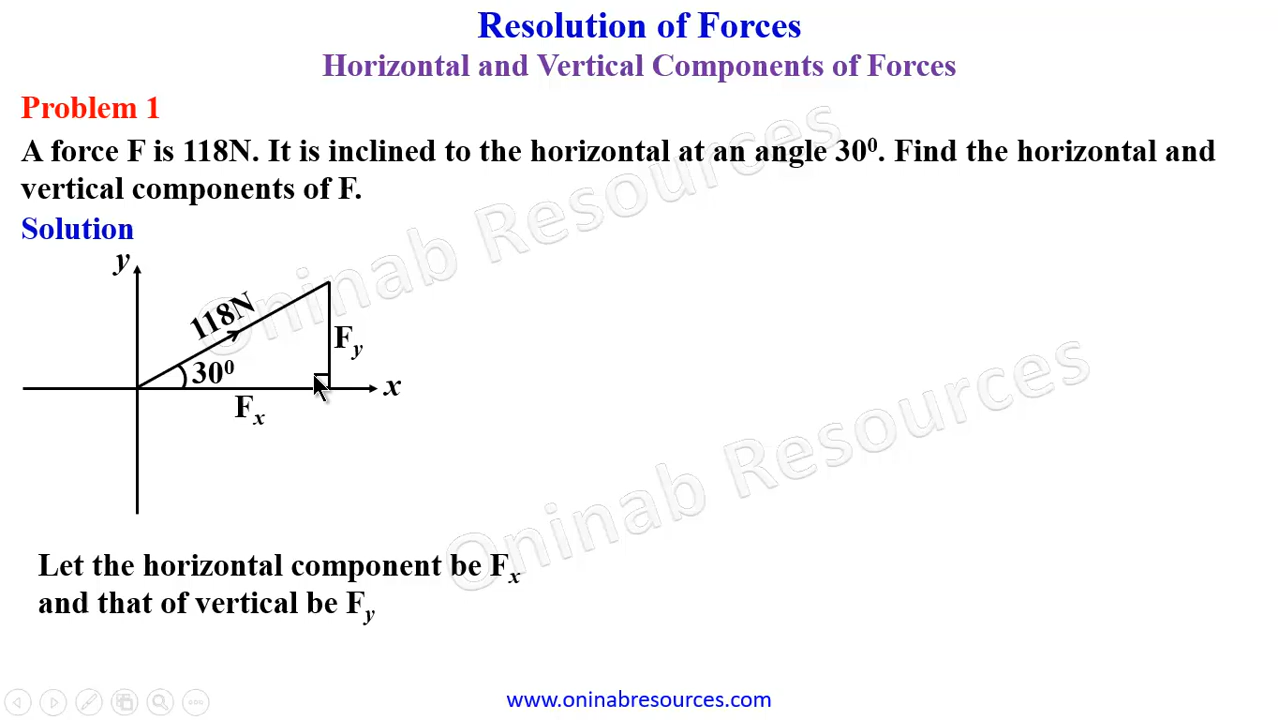 Resolution of Forces
Horizontal and Vertical Components of Forces
Problem 1
A force F is 118N. It is inclined to the horizontal at an angle 30⁰. Find the horizontal and
vertical components of F.
Solution
y
118N
F_y
30⁰
x
F_x
Let the horizontal component be F_x
and that of vertical be F_y
Oninab Resources
Oninab Resources
www.oninabresources.com